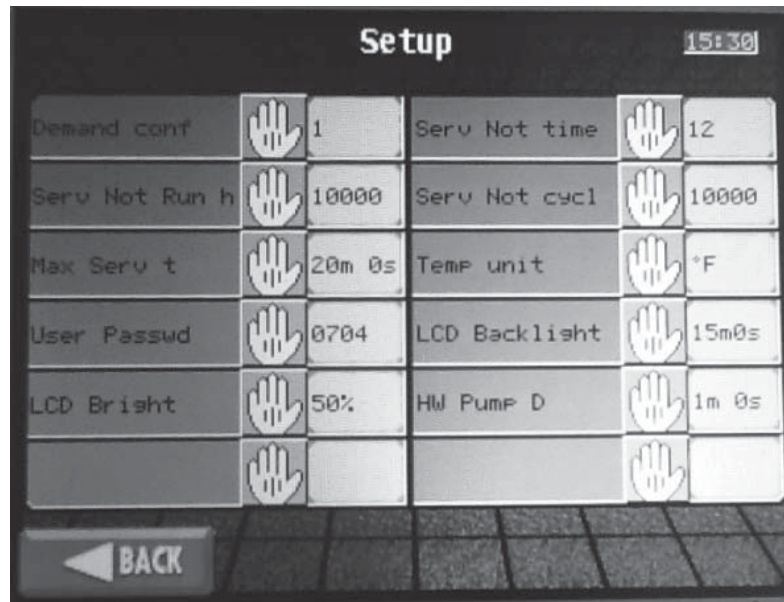 Setup
15:30
Demand conf 1 Serv Not time 12
Serv Not Run h 10000 Serv Not cycl 10000
Max Serv t 20m 0s Temp unit °F
User Passwd 0704 LCD Backlight 15m0s
LCD Bright 50% HW Pump D 1m 0s
BACK